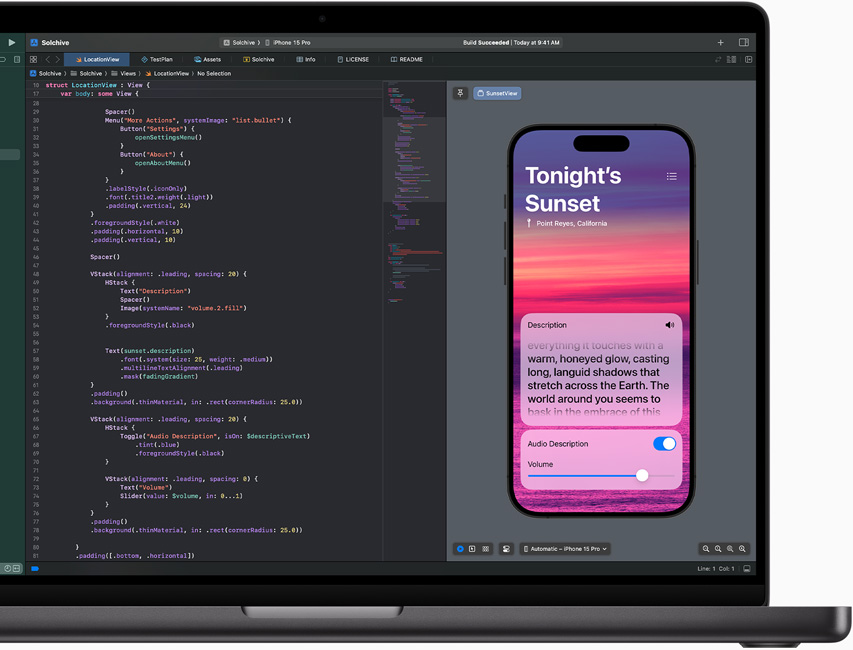 Solchive
Solchive 〉 iPhone 15 Pro
Build Succeeded | Today at 9:41 AM
LocationView
TestPlan
Assets
Solchive
Info
LICENSE
README
Solchive 〉 Solchive 〉 Views 〉 LocationView 〉 No Selection
16 struct LocationView : View {
17 var body: some View {
28
29 Spacer()
30 Menu("More Actions", systemImage: "list.bullet") {
31 Button("Settings") {
32 openSettingsMenu()
33 }
34 Button("About") {
35 openAboutMenu()
36 }
37 }
38 .labelStyle(.iconOnly)
39 .font(.title2.weight(.light))
40 .padding(.vertical, 24)
41 }
42 .foregroundStyle(.white)
43 .padding(.horizontal, 10)
44 .padding(.vertical, 10)
45
46 Spacer()
47
48 VStack(alignment: .leading, spacing: 20) {
49 HStack {
50 Text("Description")
51 Spacer()
52 Image(systemName: "volume.2.fill")
53 }
54 .foregroundStyle(.black)
55
56
57 Text(sunset.description)
58 .font(.system(size: 25, weight: .medium))
59 .multilineTextAlignment(.leading)
60 .mask(fadingGradient)
61 }
62 .padding()
63 .background(.thinMaterial, in: .rect(cornerRadius: 25.0))
64
65 VStack(alignment: .leading, spacing: 20) {
66 HStack {
67 Toggle("Audio Description", isOn: $descriptiveText)
68 .tint(.blue)
69 .foregroundStyle(.black)
70 }
71
72 VStack(alignment: .leading, spacing: 0) {
73 Text("Volume")
74 Slider(value: $volume, in: 0...1)
75 }
76 }
77 .padding()
78 .background(.thinMaterial, in: .rect(cornerRadius: 25.0))
79
80 }
81 .padding([.bottom, .horizontal])
SunsetView
Tonight's
Sunset
Point Reyes, California
Description
everything it touches with a
warm, honeyed glow, casting
long, languid shadows that
stretch across the Earth. The
world around you seems to
bask in the embrace of this
Audio Description
Volume
Automatic – iPhone 15 Pro
Line: 1 Col: 1